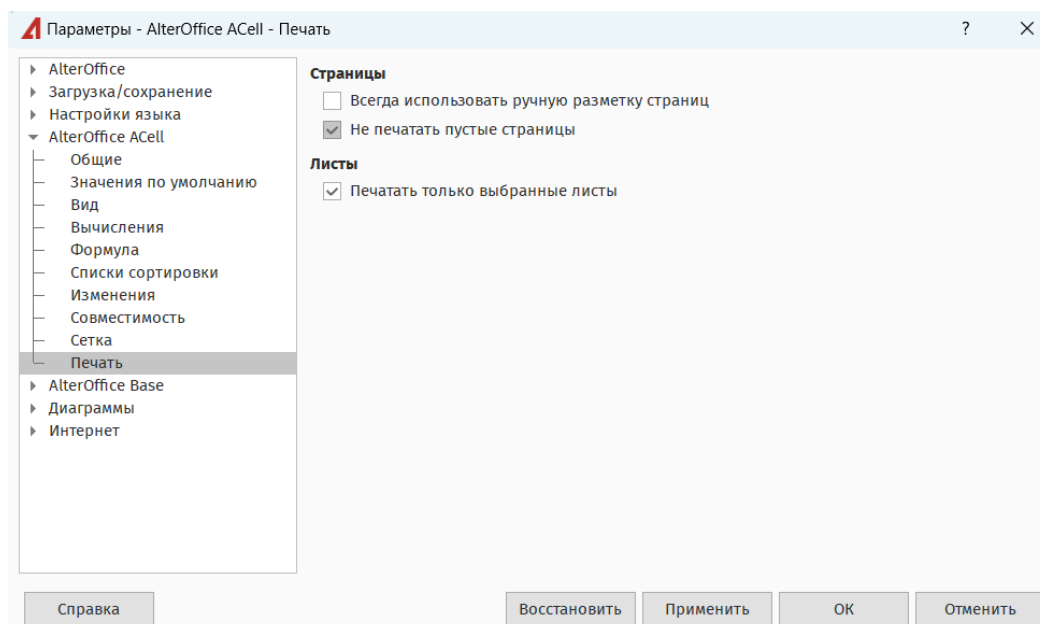 Параметры - AlterOffice ACell - Печать
?
AlterOffice
Загрузка/сохранение
Настройки языка
AlterOffice ACell
Общие
Значения по умолчанию
Вид
Вычисления
Формула
Списки сортировки
Изменения
Совместимость
Сетка
Печать
AlterOffice Base
Диаграммы
Интернет
Страницы
Всегда использовать ручную разметку страниц
Не печатать пустые страницы
Листы
Печатать только выбранные листы
Справка
Восстановить
Применить
ОК
Отменить